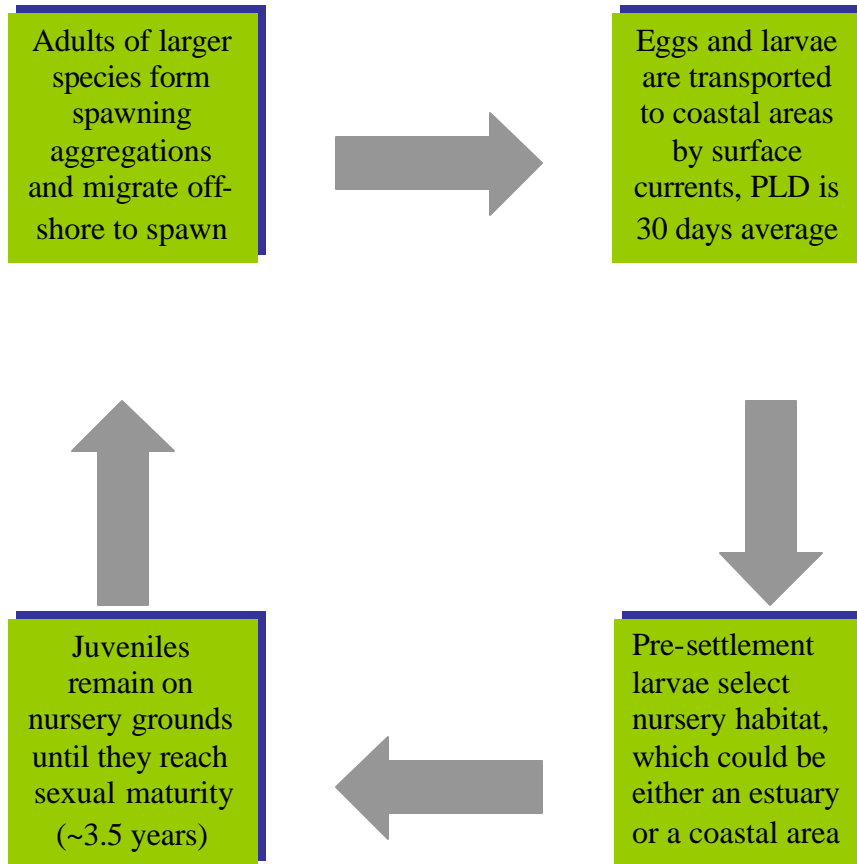 Adults of larger
species form
spawning
aggregations
and migrate off-
shore to spawn
Eggs and larvae
are transported
to coastal areas
by surface
currents, PLD is
30 days average
Pre-settlement
larvae select
nursery habitat,
which could be
either an estuary
or a coastal area
Juveniles
remain on
nursery grounds
until they reach
sexual maturity
(~3.5 years)